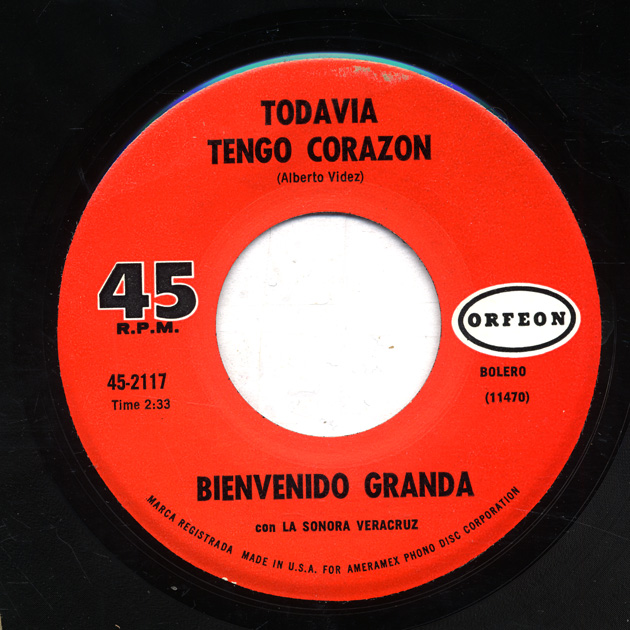 TODAVIA
TENGO CORAZON
(Alberto Videz)
45
R.P.M.
ORFEON
45-2117
Time 2:33
BOLERO
(11470)
BIENVENIDO GRANDA
con LA SONORA VERACRUZ
MARCA REGISTRADA MADE IN U.S.A. FOR AMERAMEX PHONO DISC CORPORATION